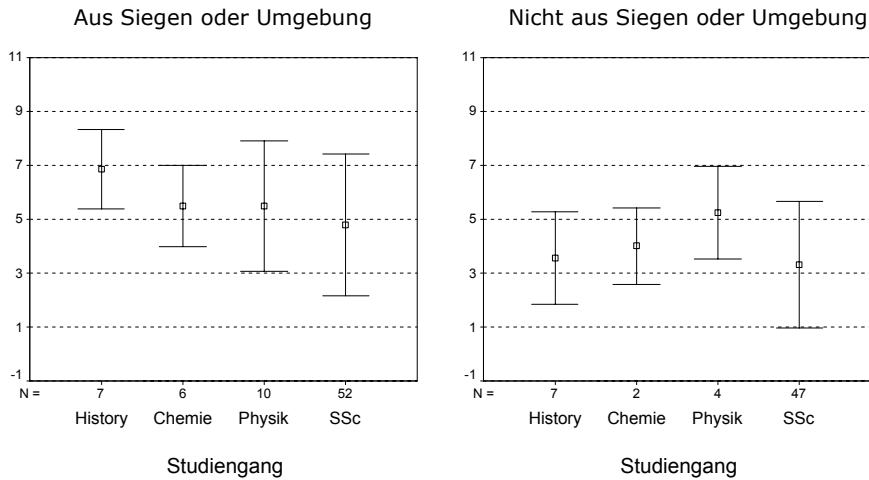 Aus Siegen oder Umgebung
11
9
7
5
3
1
-1
N =
7 6 10 52
History Chemie Physik SSc
Studiengang
Nicht aus Siegen oder Umgebung
11
9
7
5
3
1
-1
N =
7 2 4 47
History Chemie Physik SSc
Studiengang